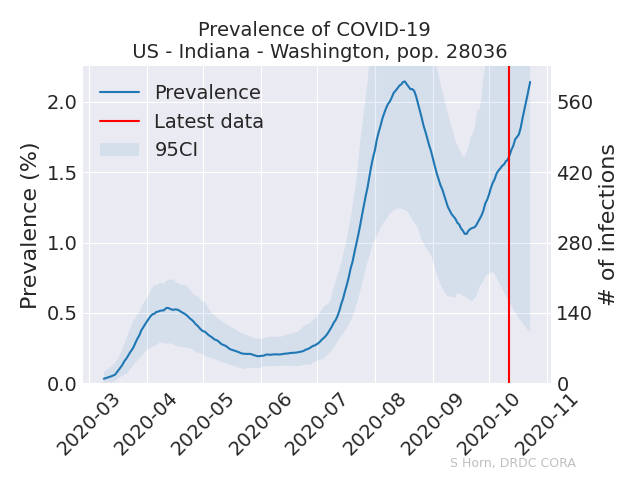 Prevalence of COVID-19
US - Indiana - Washington, pop. 28036
Prevalence
Latest data
95CI
Prevalence (%)
2.0
1.5
1.0
0.5
0.0
560
420
280
140
0
# of infections
2020-03
2020-04
2020-05
2020-06
2020-07
2020-08
2020-09
2020-10
2020-11
S Horn, DRDC CORA